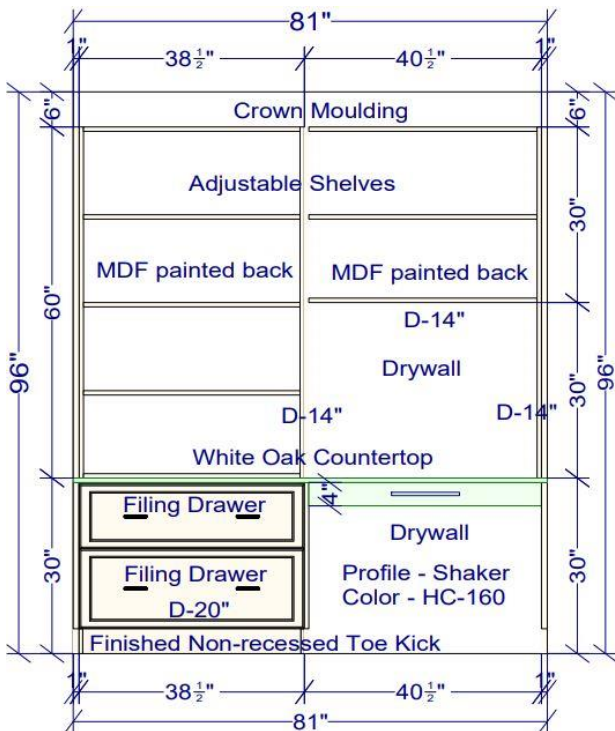 81"
1" 38 1/2" 40 1/2" 1"
6" Crown Moulding 6"
Adjustable Shelves
30"
MDF painted back MDF painted back
60"
D-14"
96" Drywall 96"
30"
D-14" D-14"
White Oak Countertop
Filing Drawer 4"
Drywall
30" Filing Drawer Profile - Shaker 30"
D-20" Color - HC-160
Finished Non-recessed Toe Kick
1" 38 1/2" 40 1/2" 1"
81"